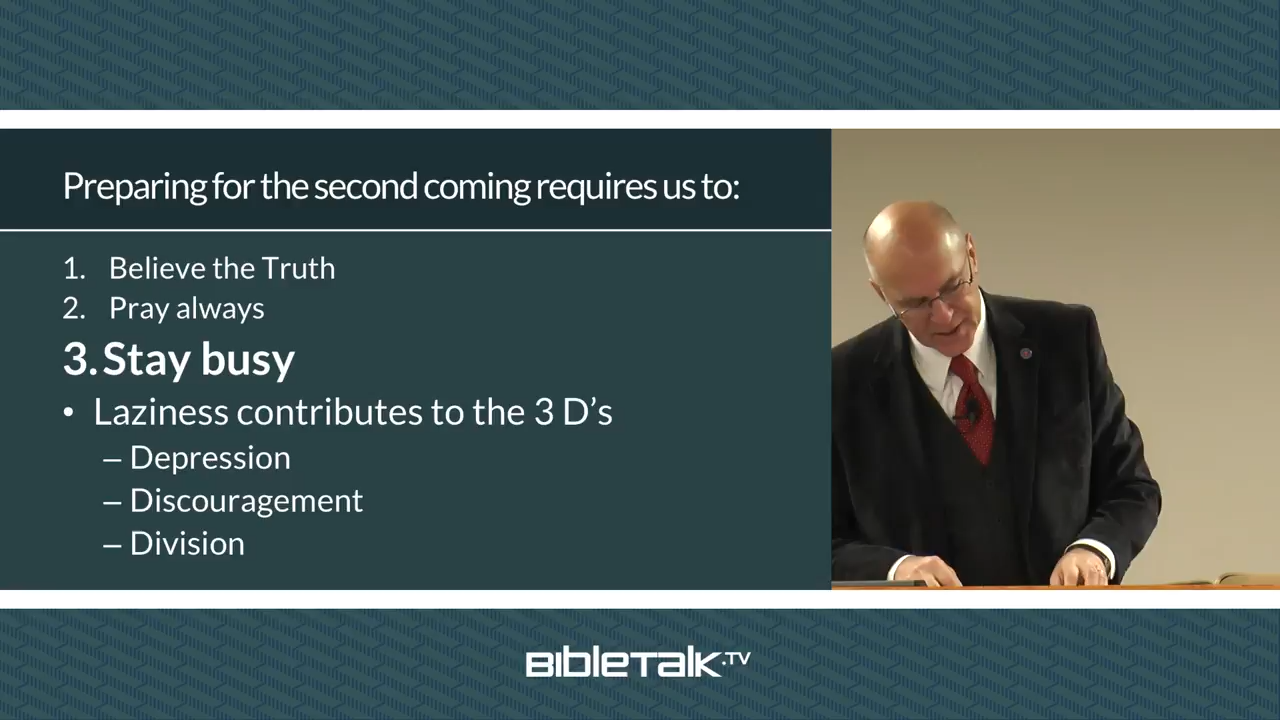 Preparing for the second coming requires us to:
1. Believe the Truth
2. Pray always
3. Stay busy
• Laziness contributes to the 3 D’s
– Depression
– Discouragement
– Division
BIBLETALK.TV